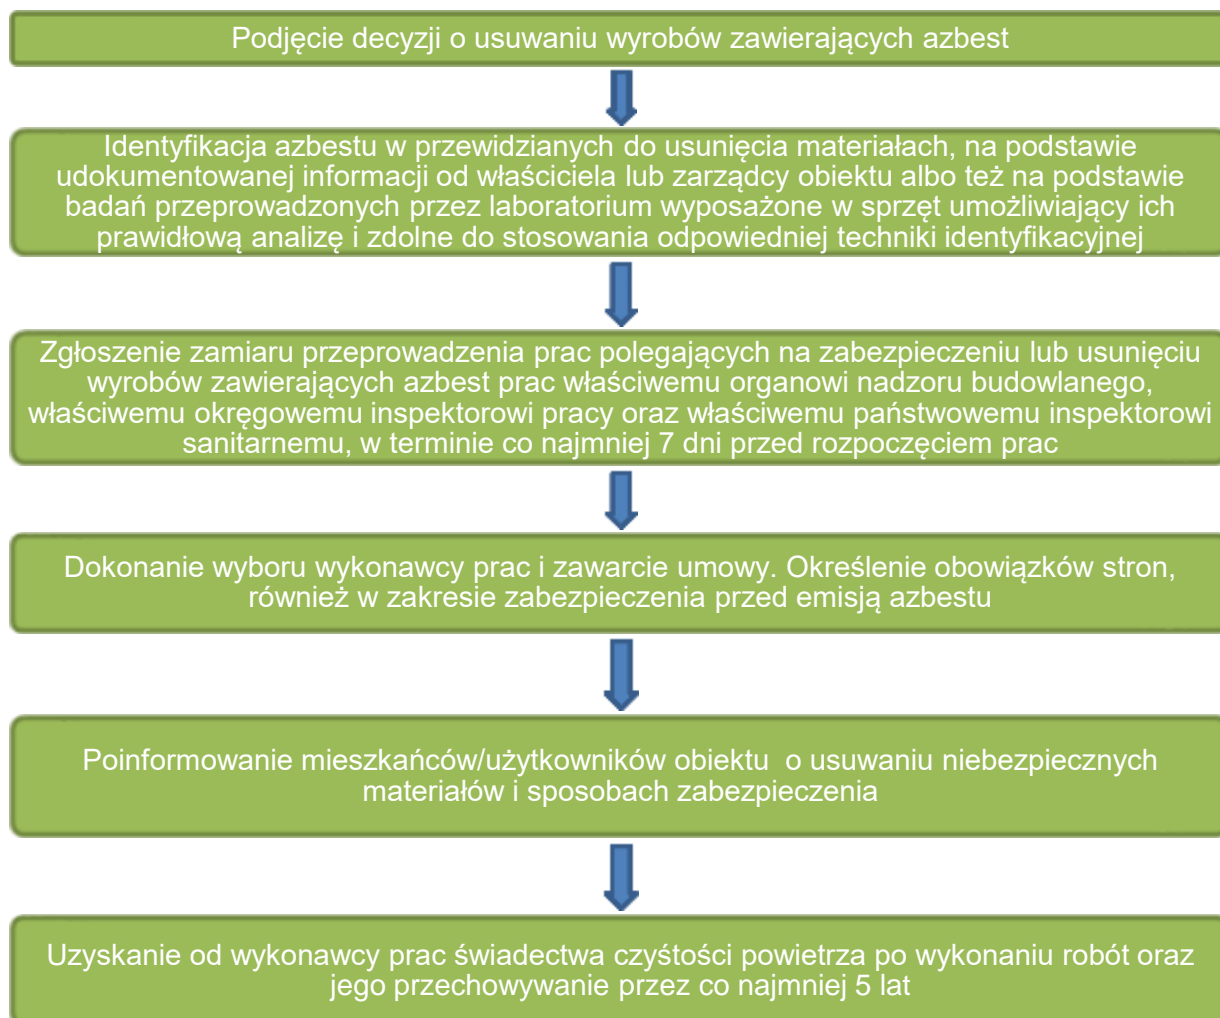 Podjęcie decyzji o usuwaniu wyrobów zawierających azbest
Identyfikacja azbestu w przewidzianych do usunięcia materiałach, na podstawie
udokumentowanej informacji od właściciela lub zarządcy obiektu albo też na podstawie
badań przeprowadzonych przez laboratorium wyposażone w sprzęt umożliwiający ich
prawidłową analizę i zdolne do stosowania odpowiedniej techniki identyfikacyjnej
Zgłoszenie zamiaru przeprowadzenia prac polegających na zabezpieczeniu lub usunięciu
wyrobów zawierających azbest prac właściwemu organowi nadzoru budowlanego,
właściwemu okręgowemu inspektorowi pracy oraz właściwemu państwowemu inspektorowi
sanitarnemu, w terminie co najmniej 7 dni przed rozpoczęciem prac
Dokonanie wyboru wykonawcy prac i zawarcie umowy. Określenie obowiązków stron,
również w zakresie zabezpieczenia przed emisją azbestu
Poinformowanie mieszkańców/użytkowników obiektu o usuwaniu niebezpiecznych
materiałów i sposobach zabezpieczenia
Uzyskanie od wykonawcy prac świadectwa czyśtości powietrza po wykonaniu robót oraz
jego przechowywanie przez co najmniej 5 lat